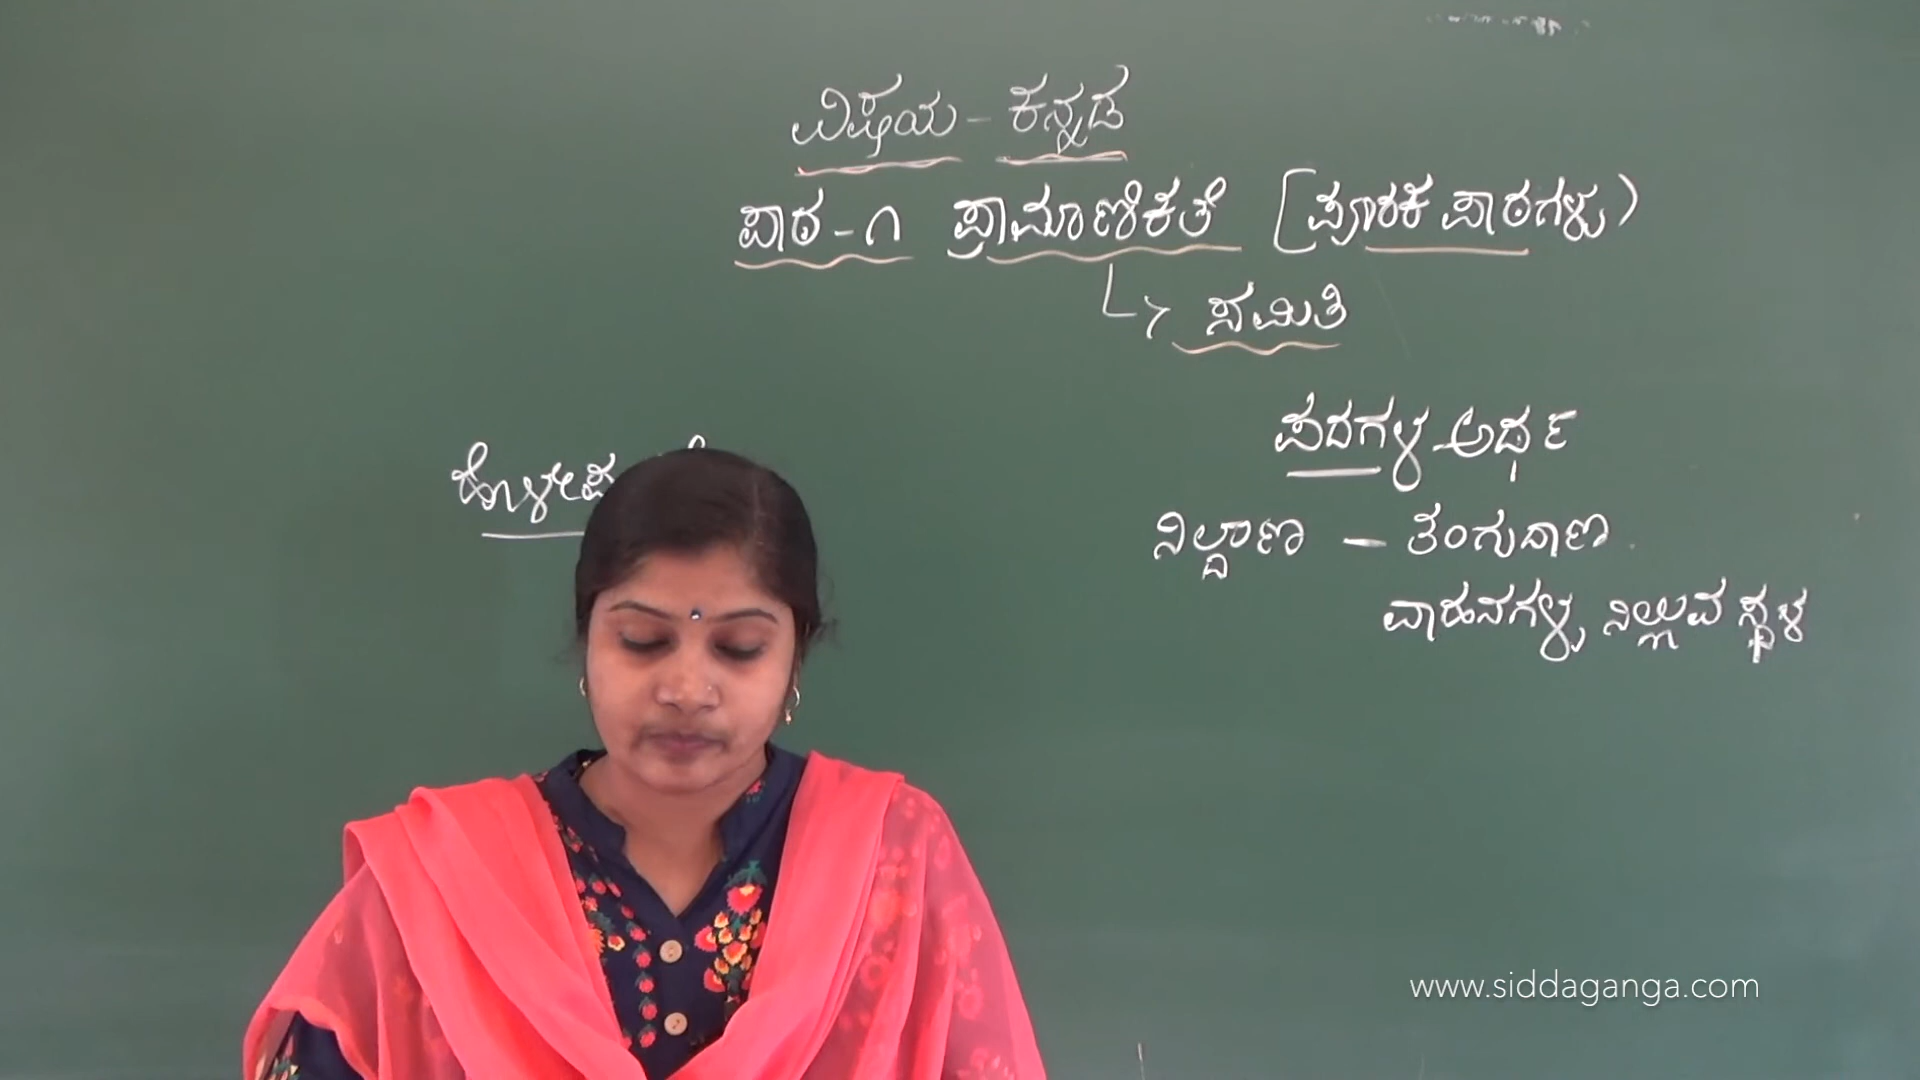 ವಿಷಯ - ಕನ್ನಡ
ಪಾಠ - ೧ ಪ್ರಾಮಾಣಿಕತೆ [ಪೂರಕ ಪಾಠಗಳು)
ಸಮಿತಿ
ಪದಗಳ ಅರ್ಥ
ನಿಲ್ದಾಣ - ತಂಗುದಾಣ
ವಾಹನಗಳು ನಿಲ್ಲುವ ಸ್ಥಳ
www.siddaganga.com